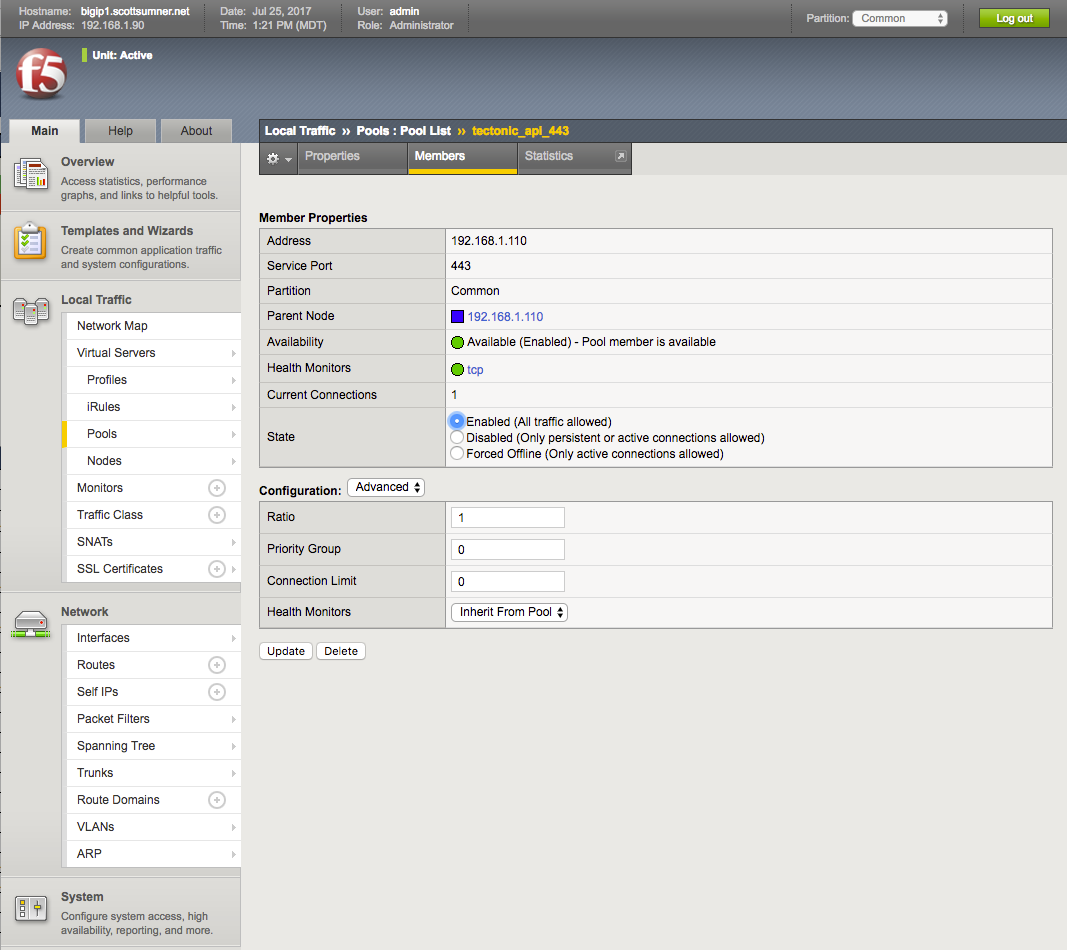 Hostname: bigip1.scottsumner.net Date: Jul 25, 2017 User: admin
IP Address: 192.168.1.90 Time: 1:21 PM (MDT) Role: Administrator
Partition: Common Log out
f5
Unit: Active
Main Help About
Local Traffic ›› Pools : Pool List ›› tectonic_api_443
Properties Members Statistics
Overview
Access statistics, performance
graphs, and links to helpful tools.
Templates and Wizards
Create common application traffic
and system configurations.
Local Traffic
Network Map
Virtual Servers
Profiles
iRules
Pools
Nodes
Monitors
Traffic Class
SNATs
SSL Certificates
Network
Interfaces
Routes
Self IPs
Packet Filters
Spanning Tree
Trunks
Route Domains
VLANs
ARP
System
Configure system access, high
availability, reporting, and more.
Member Properties
Address 192.168.1.110
Service Port 443
Partition Common
Parent Node 192.168.1.110
Availability Available (Enabled) - Pool member is available
Health Monitors tcp
Current Connections 1
State
Enabled (All traffic allowed)
Disabled (Only persistent or active connections allowed)
Forced Offline (Only active connections allowed)
Configuration: Advanced
Ratio 1
Priority Group 0
Connection Limit 0
Health Monitors Inherit From Pool
Update Delete